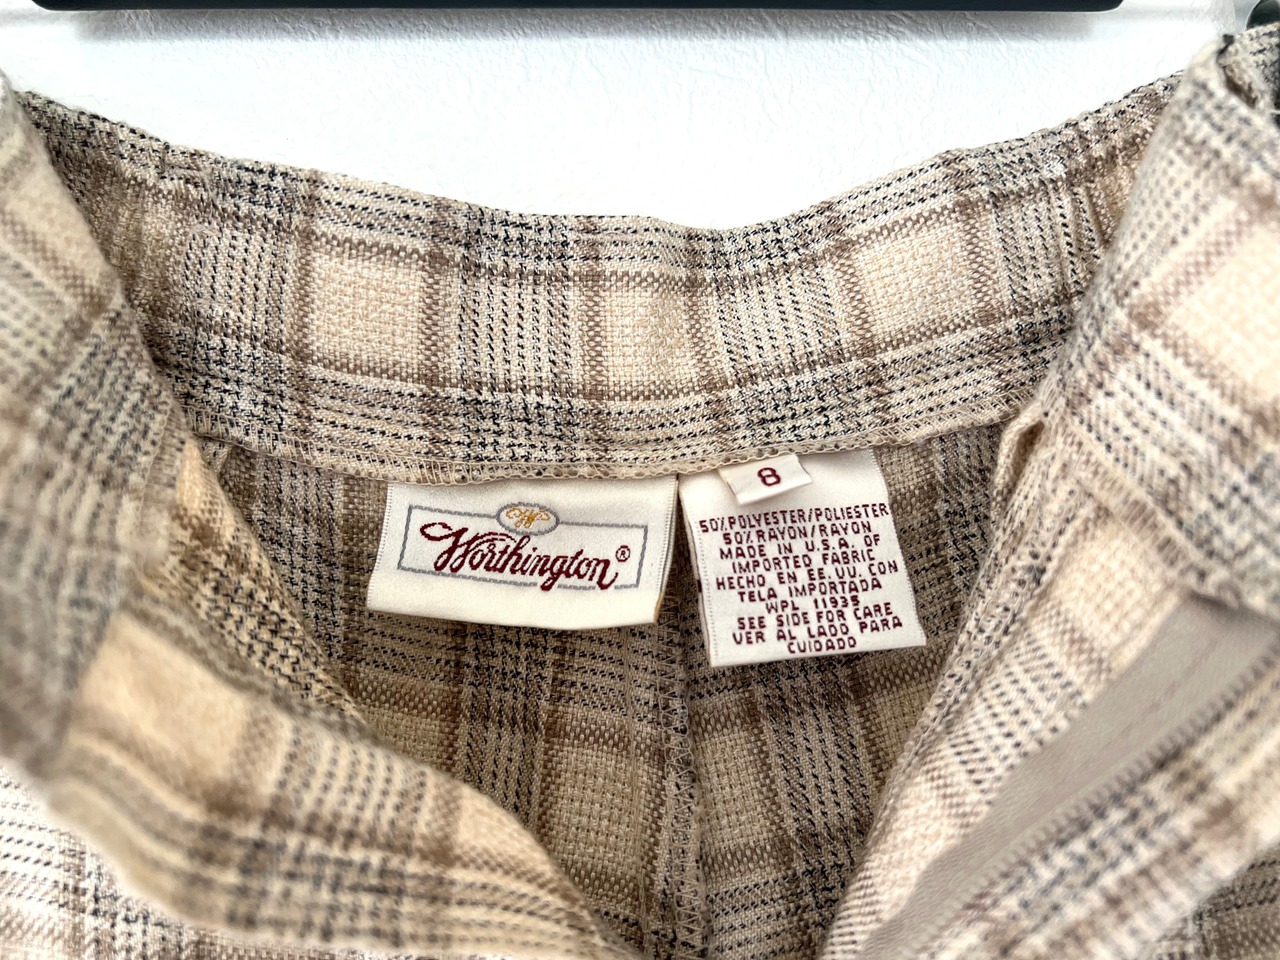 Worthington®
8
50% POLYESTER/POLIESTER
50% RAYON/RAYON
MADE IN U.S.A. OF
IMPORTED FABRIC
HECHO EN EE.UU. CON
TELA IMPORTADA
WPL 11935
SEE SIDE FOR CARE
VER AL LADO PARA
CUIDADO